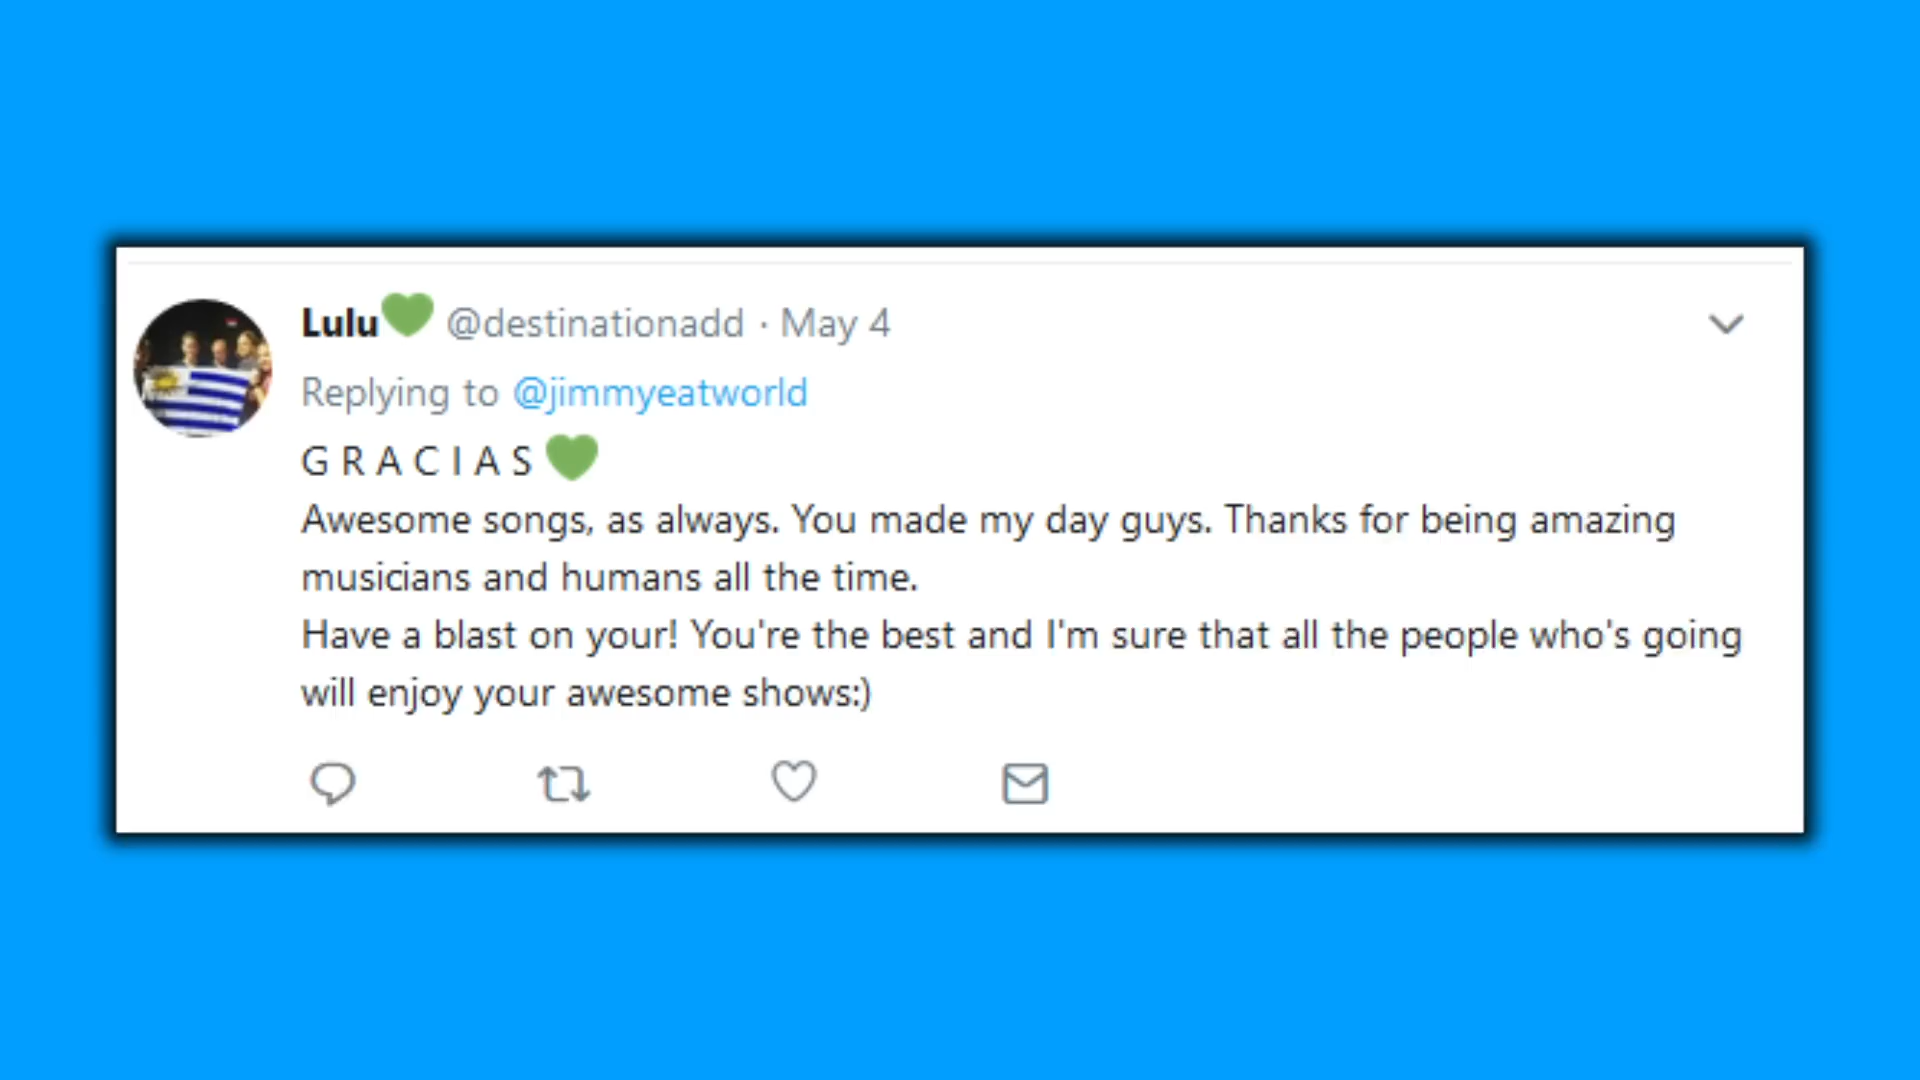 Lulu💚 @destinationadd · May 4
Replying to @jimmyeatworld
G R A C I A S 💚
Awesome songs, as always. You made my day guys. Thanks for being amazing
musicians and humans all the time.
Have a blast on your! You're the best and I'm sure that all the people who's going
will enjoy your awesome shows:)